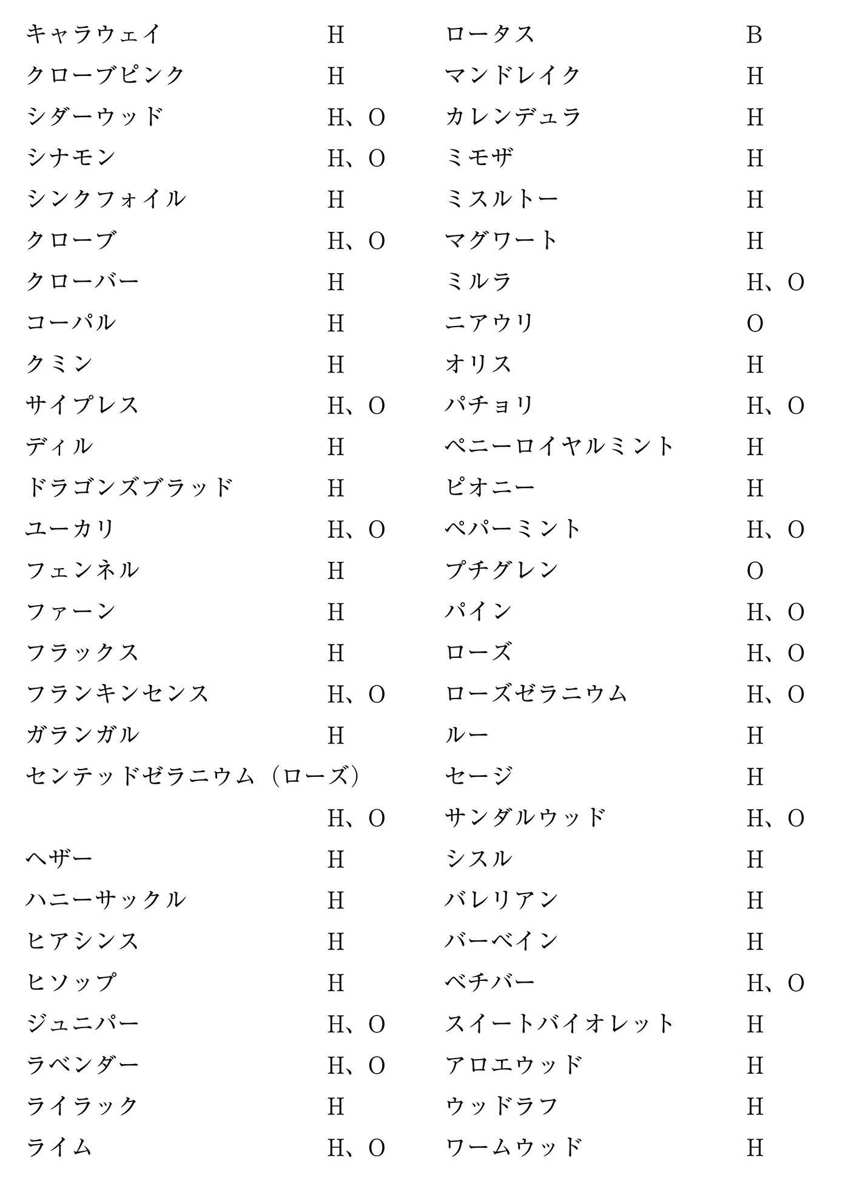 キャラウェイ　H
クローブピンク　H
シダーウッド　H、O
シナモン　H、O
シンクフォイル　H
クローブ　H、O
クローバー　H
コーパル　H
クミン　H
サイプレス　H、O
ディル　H
ドラゴンズブラッド　H
ユーカリ　H、O
フェンネル　H
ファーン　H
フラックス　H
フランキンセンス　H、O
ガランガル　H
センテッドゼラニウム（ローズ）
H、O
ヘザー　H
ハニーサックル　H
ヒアシンス　H
ヒソップ　H
ジュニパー　H、O
ラベンダー　H、O
ライラック　H
ライム　H、O
ロータス　B
マンドレイク　H
カレンデュラ　H
ミモザ　H
ミスルトー　H
マグワート　H
ミルラ　H、O
ニアウリ　O
オリス　H
パチョリ　H、O
ペニーロイヤルミント　H
ピオニー　H
ペパーミント　H、O
プチグレン　O
パイン　H、O
ローズ　H、O
ローズゼラニウム　H、O
ルー　H
セージ　H
サンダルウッド　H、O
シスル　H
バレリアン　H
バーベイン　H
ベチバー　H、O
スイートバイオレット　H
アロエウッド　H
ウッドラフ　H
ワームウッド　H